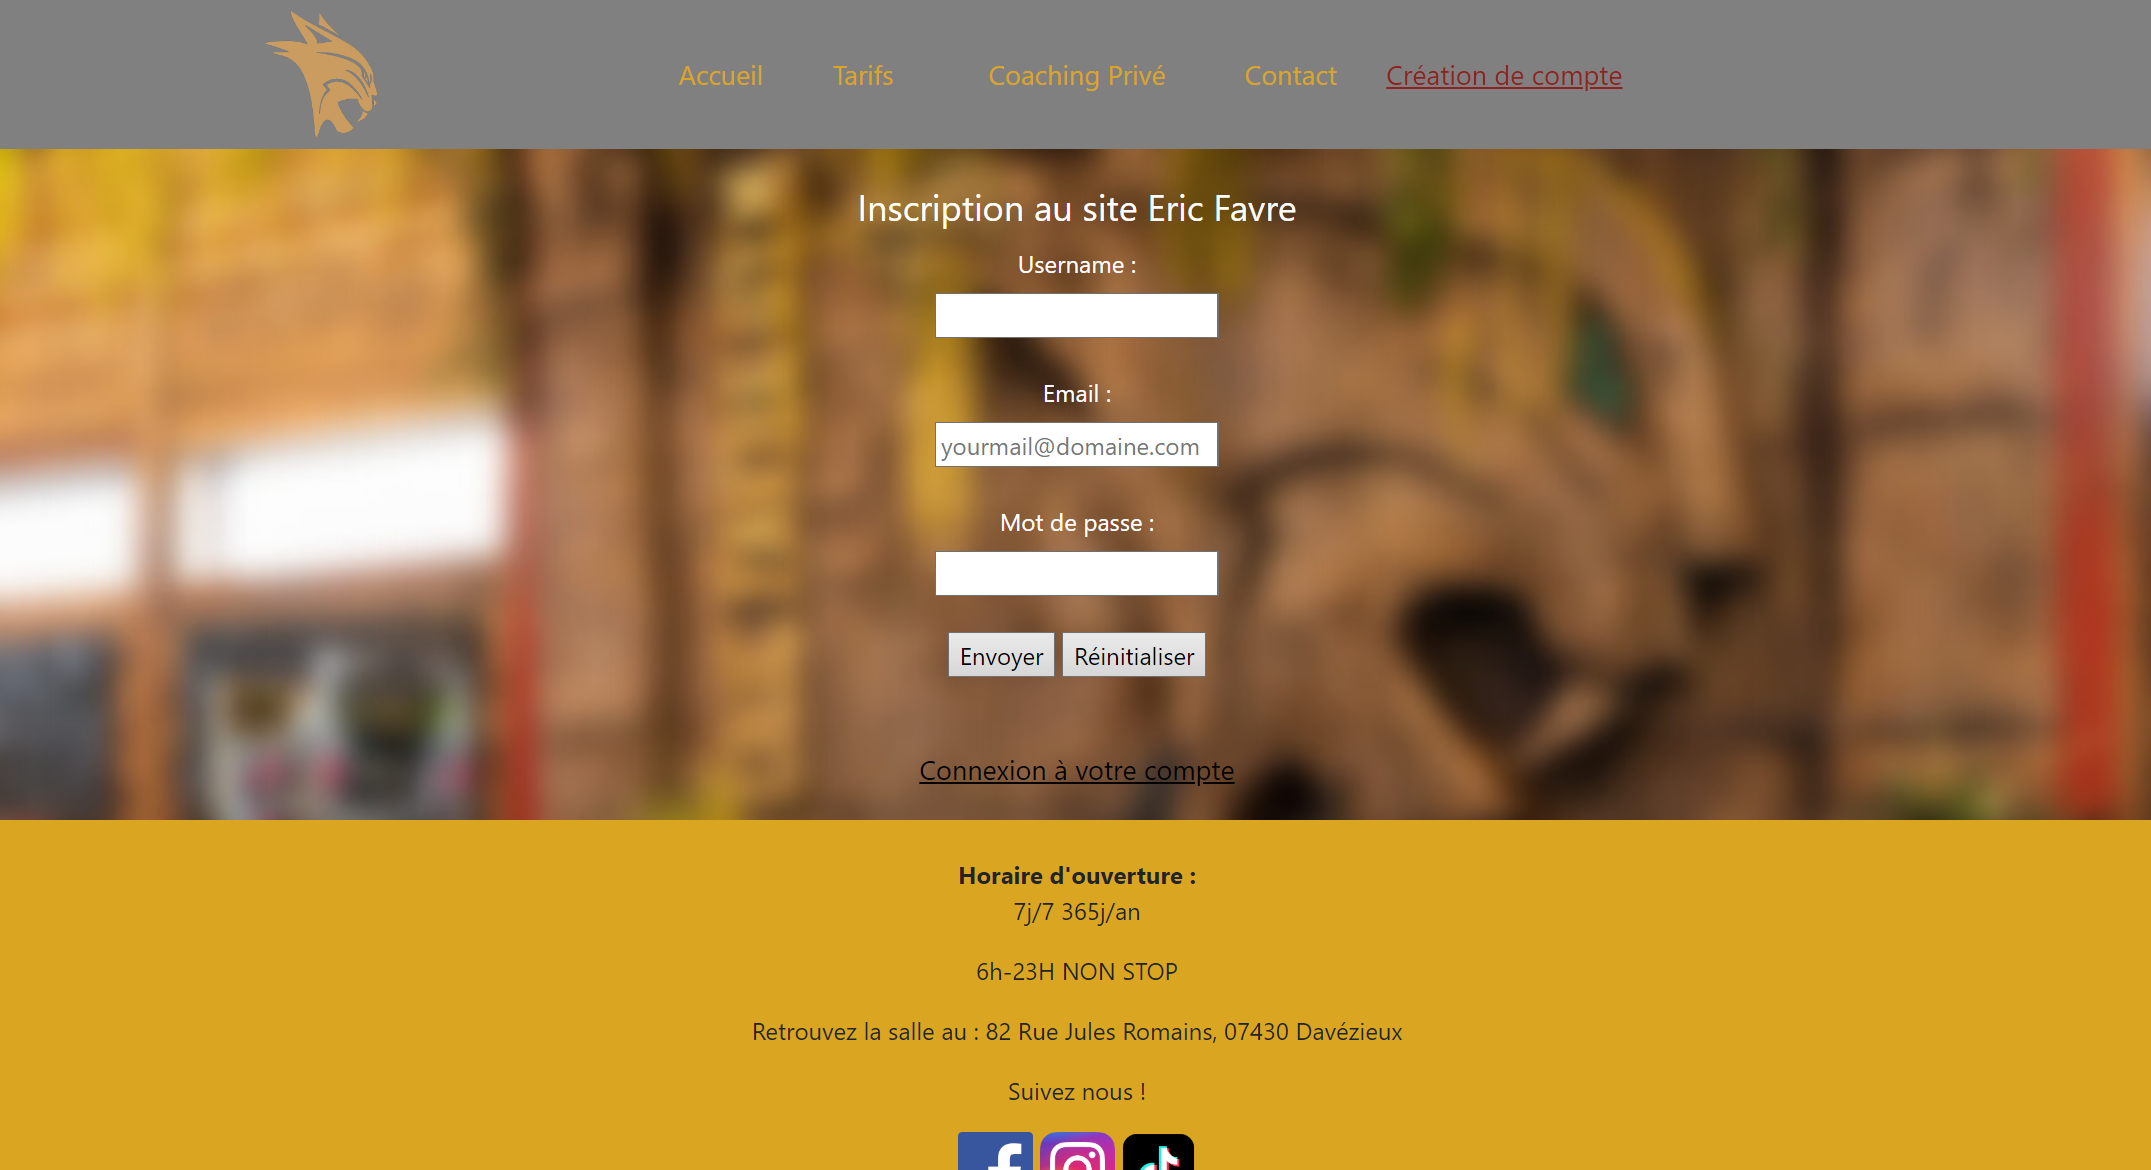 Accueil Tarifs Coaching Privé Contact Création de compte
Inscription au site Eric Favre
Username :
Email :
yourmail@domaine.com
Mot de passe :
Envoyer Réinitialiser
Connexion à votre compte
Horaire d'ouverture :
7j/7 365j/an
6h-23H NON STOP
Retrouvez la salle au : 82 Rue Jules Romains, 07430 Davézieux
Suivez nous !